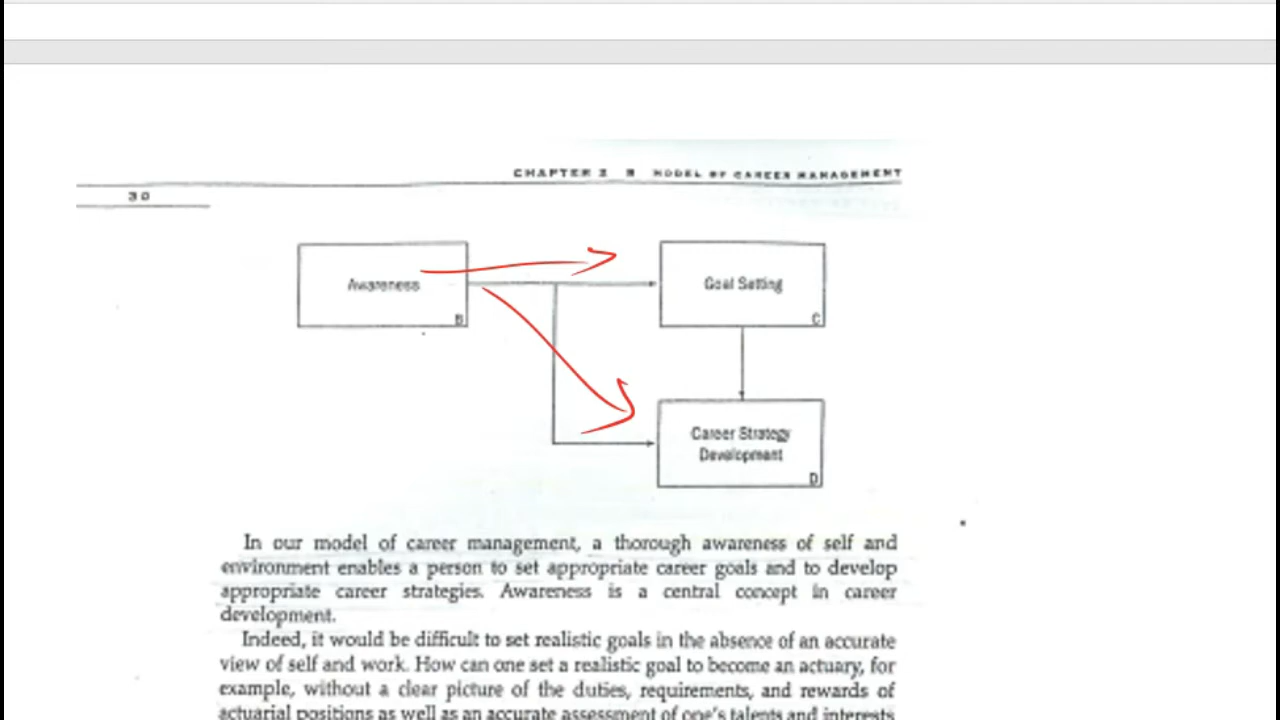 CHAPTER 2 MODEL OF CAREER MANAGEMENT
30
Awareness
B
Goal Setting
C
Career Strategy
Development
D
In our model of career management, a thorough awareness of self and
environment enables a person to set appropriate career goals and to develop
appropriate career strategies. Awareness is a central concept in career
development.
Indeed, it would be difficult to set realistic goals in the absence of an accurate
view of self and work. How can one set a realistic goal to become an actuary, for
example, without a clear picture of the duties, requirements, and rewards of
actuarial positions as well as an accurate assessment of one's talents and interests